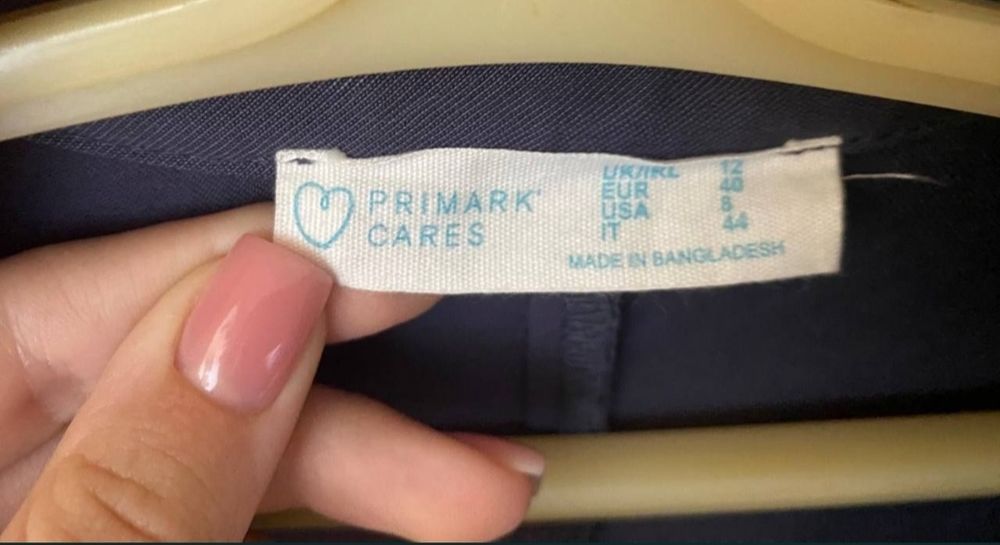 PRIMARK
CARES
UK/IRL 12
EUR 40
USA 8
IT 44
MADE IN BANGLADESH